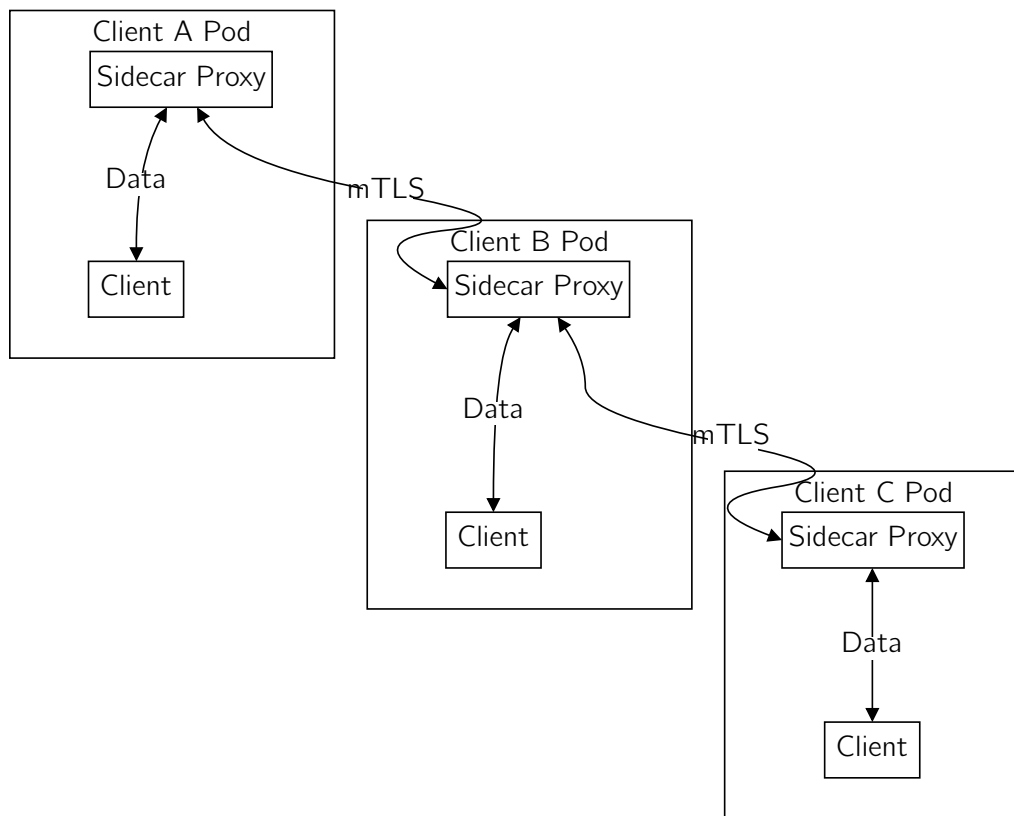 Client A Pod
Sidecar Proxy
Data
Client
mTLS
Client B Pod
Sidecar Proxy
Data
Client
mTLS
Client C Pod
Sidecar Proxy
Data
Client